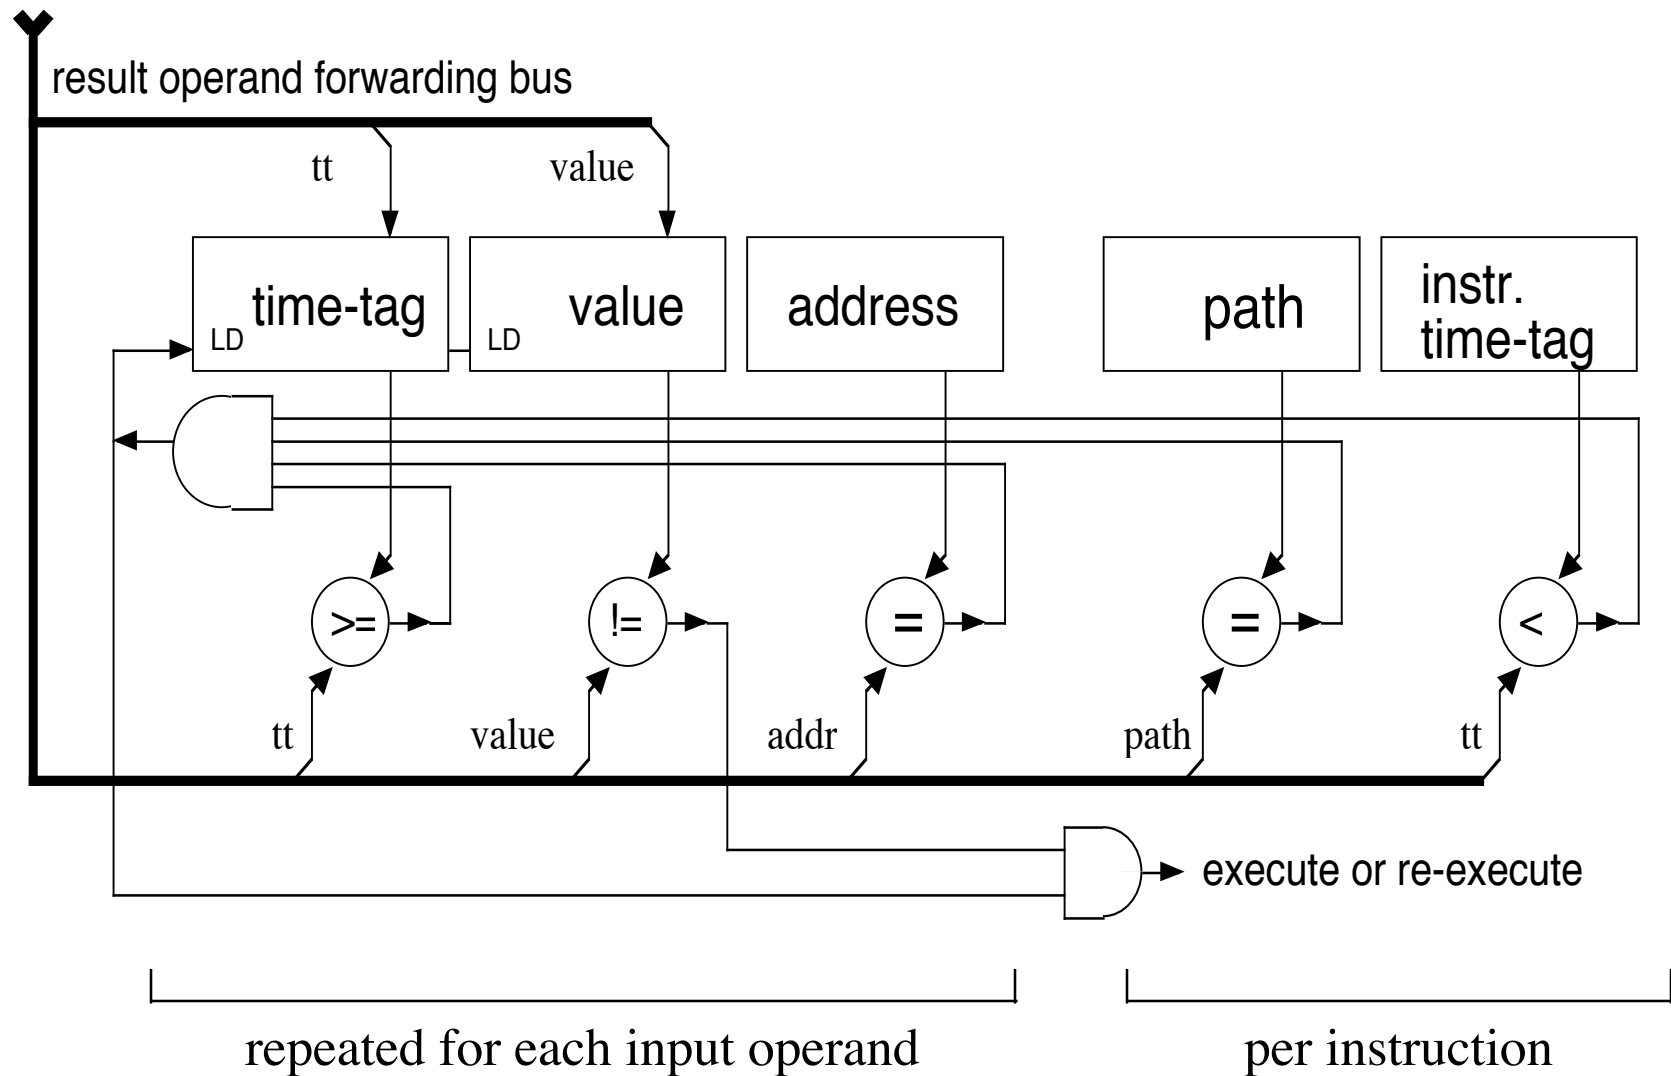 result operand forwarding bus
tt
value
time-tag
LD
value
LD
address
path
instr.
time-tag
>=
!=
=
=
<
tt
value
addr
path
tt
execute or re-execute
repeated for each input operand
per instruction